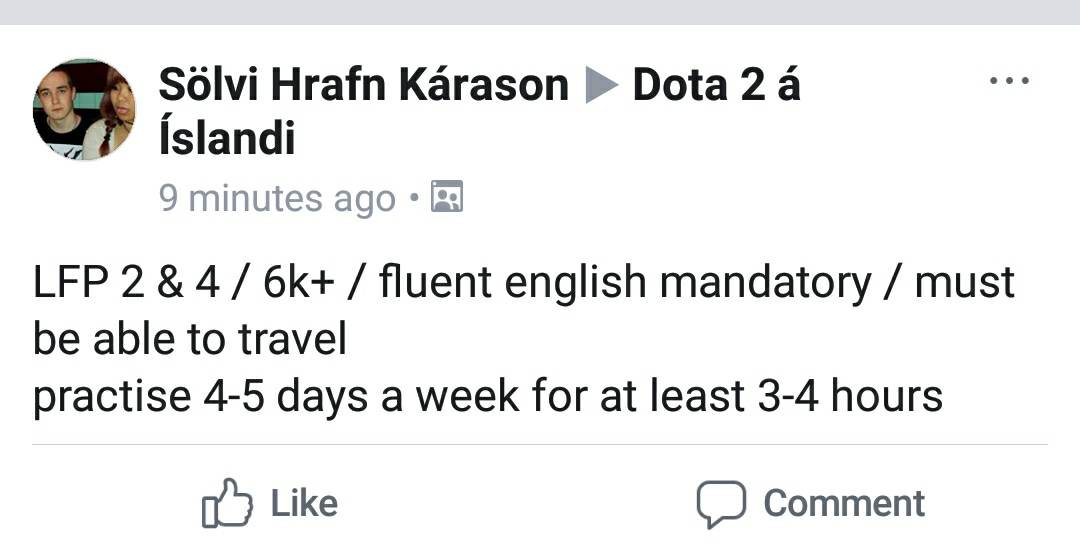 Sölvi Hrafn Kárason ▶ Dota 2 á
Íslandi
9 minutes ago •
LFP 2 & 4 / 6k+ / fluent english mandatory / must
be able to travel
practise 4-5 days a week for at least 3-4 hours
Like
Comment